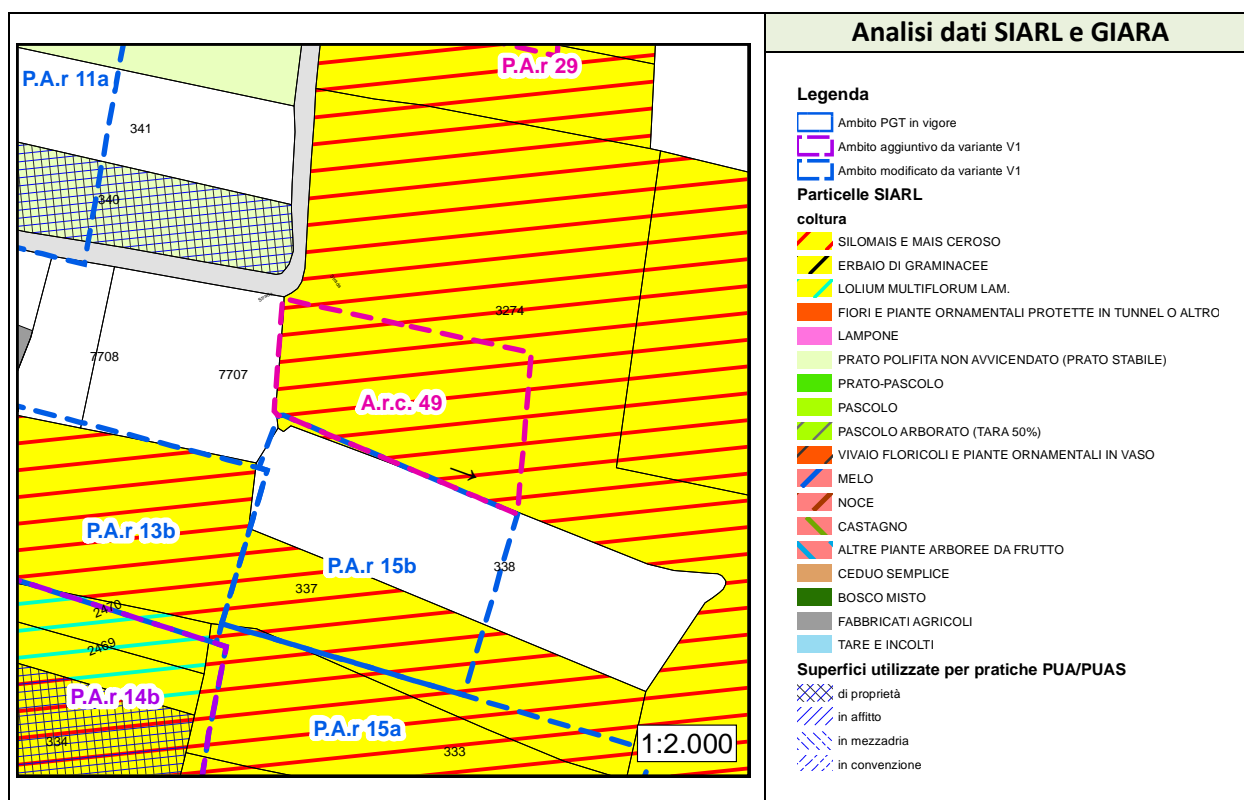 Analisi dati SIARL e GIARA
P.A.r 29
P.A.r 11a
341
340
3274
7708
7707
A.r.c. 49
P.A.r 13b
P.A.r 15b
338
337
2470
2469
P.A.r 14b
P.A.r 15a
334
333
1:2.000
Legenda
Ambito PGT in vigore
Ambito aggiuntivo da variante V1
Ambito modificato da variante V1
Particelle SIARL
coltura
SILOMAIS E MAIS CEROSO
ERBAIO DI GRAMINACEE
LOLIUM MULTIFLORUM LAM.
FIORI E PIANTE ORNAMENTALI PROTETTE IN TUNNEL O ALTRO
LAMPONE
PRATO POLIFITA NON AVVICENDATO (PRATO STABILE)
PRATO-PASCOLO
PASCOLO
PASCOLO ARBORATO (TARA 50%)
VIVAIO FLORICOLI E PIANTE ORNAMENTALI IN VASO
MELO
NOCE
CASTAGNO
ALTRE PIANTE ARBOREE DA FRUTTO
CEDUO SEMPLICE
BOSCO MISTO
FABBRICATI AGRICOLI
TARE E INCOLTI
Superfici utilizzate per pratiche PUA/PUAS
di proprietà
in affitto
in mezzadria
in convenzione